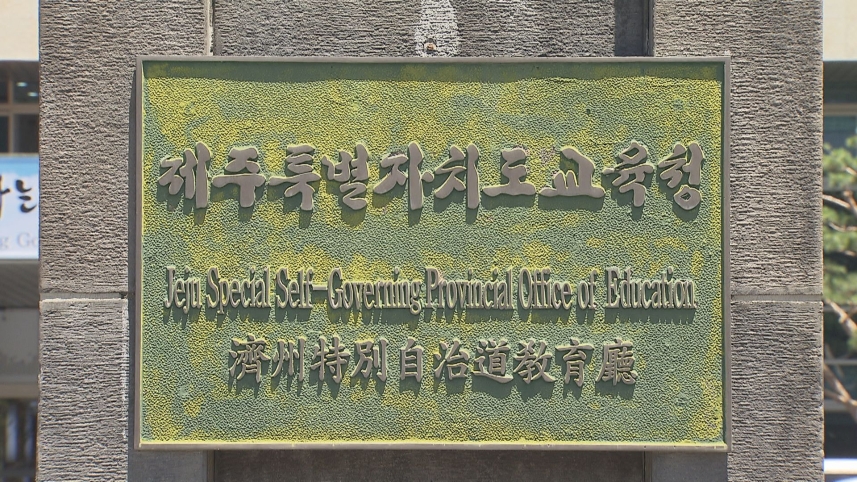 제주특별자치도교육청
Jeju Special Self-Governing Provincial Office of Education
濟州特別自治道敎育廳